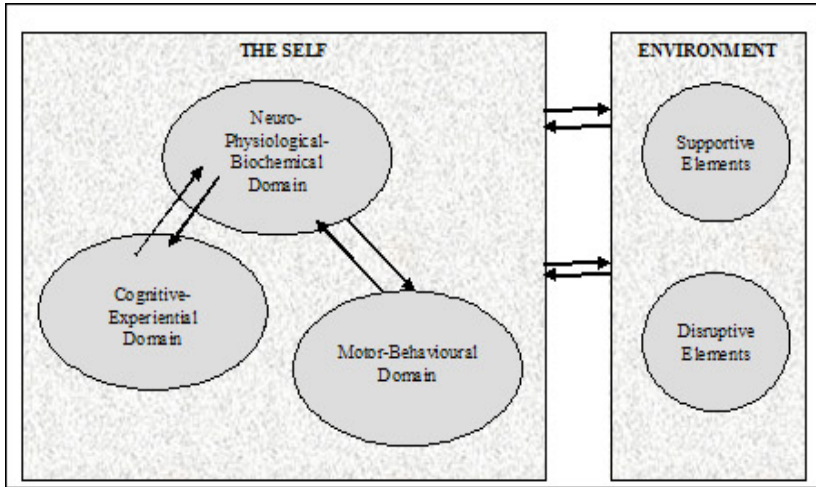 THE SELF
Neuro-
Physiological-
Biochemical
Domain
Cognitive-
Experiential
Domain
Motor-Behavioural
Domain
ENVIRONMENT
Supportive
Elements
Disruptive
Elements